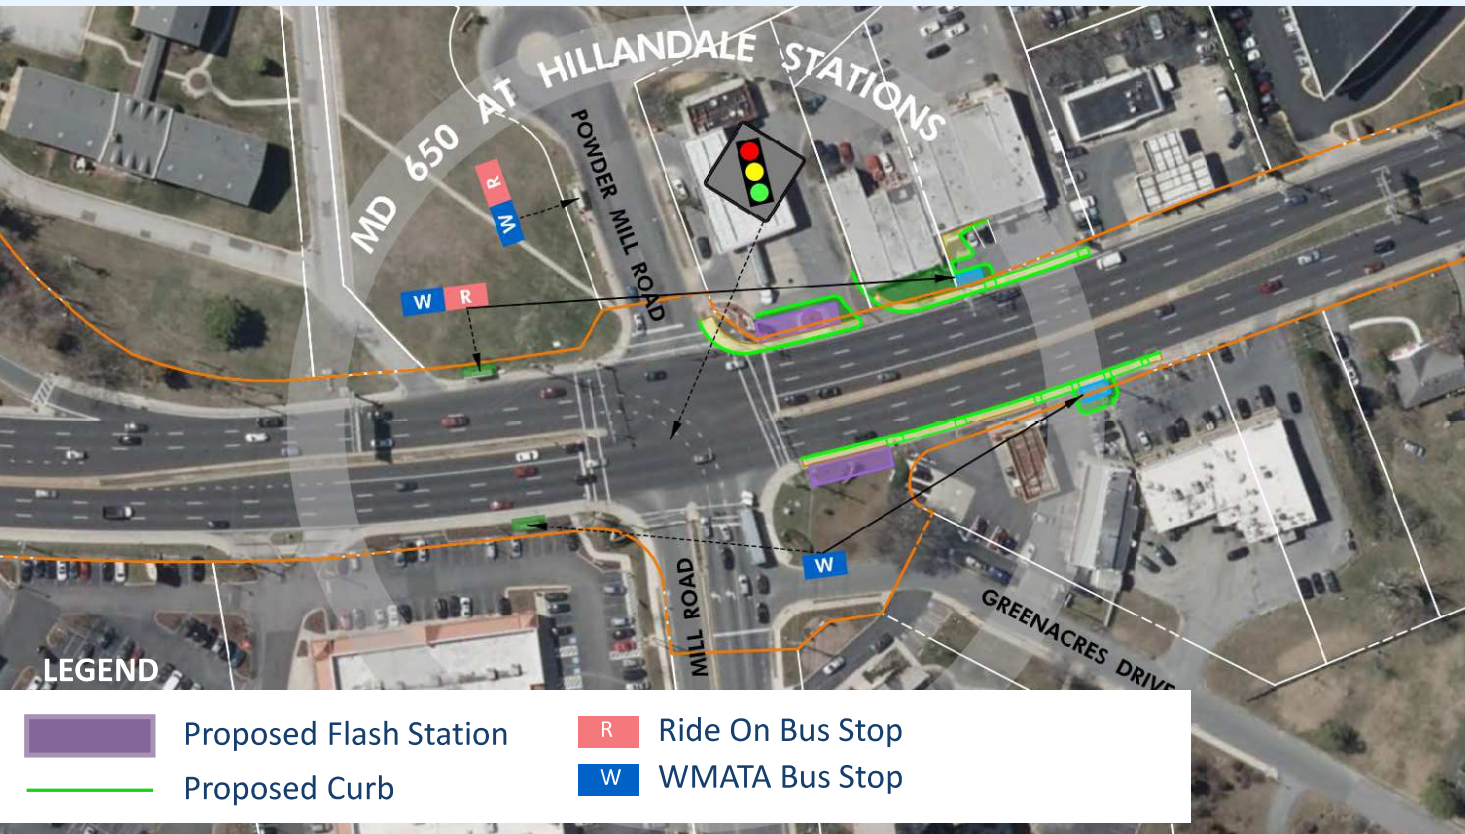 MD 650 AT HILLANDALE STATIONS
POWDER MILL ROAD
R
W
W R
W
MILL ROAD
GREENACRES DRIVE
LEGEND
Proposed Flash Station
R Ride On Bus Stop
Proposed Curb
W WMATA Bus Stop